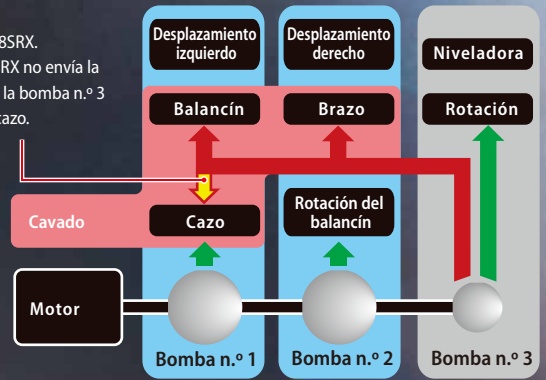 8SRX.
RX no envía la
la bomba n.º 3
cazo.
Desplazamiento
izquierdo
Desplazamiento
derecho
Niveladora
Balancín
Brazo
Rotación
Cavado
Cazo
Rotación del
balancín
Motor
Bomba n.º 1
Bomba n.º 2
Bomba n.º 3